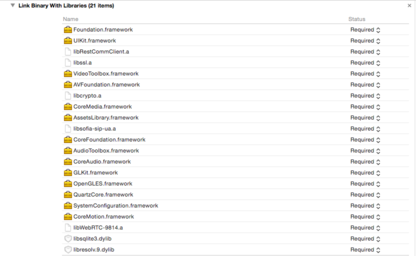 Link Binary With Libraries (21 items)
Name Status
Foundation.framework Required
UIKit.framework Required
libRestCommClient.a Required
libssl.a Required
VideoToolbox.framework Required
AVFoundation.framework Required
libcrypto.a Required
CoreMedia.framework Required
AssetsLibrary.framework Required
libsofia-sip-ua.a Required
CoreFoundation.framework Required
AudioToolbox.framework Required
CoreAudio.framework Required
GLKit.framework Required
OpenGLES.framework Required
QuartzCore.framework Required
SystemConfiguration.framework Required
CoreMotion.framework Required
libWebRTC-9814.a Required
libsqlite3.dylib Required
libresolv.9.dylib Required